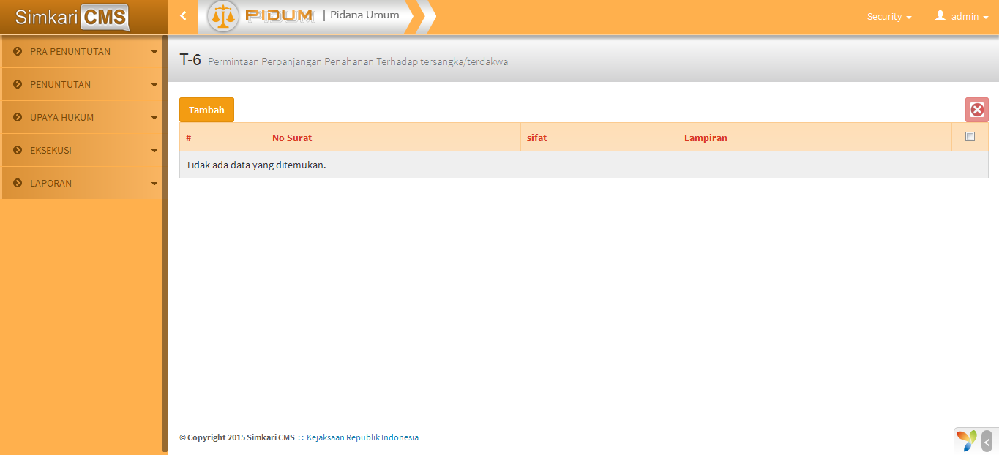 Simkari CMS
PIDUM | Pidana Umum
Security
admin
PRA PENUNTUTAN
PENUNTUTAN
UPAYA HUKUM
EKSEKUSI
LAPORAN
T-6 Permintaan Perpanjangan Penahanan Terhadap tersangka/terdakwa
Tambah
# No Surat sifat Lampiran
Tidak ada data yang ditemukan.
© Copyright 2015 Simkari CMS :: Kejaksaan Republik Indonesia